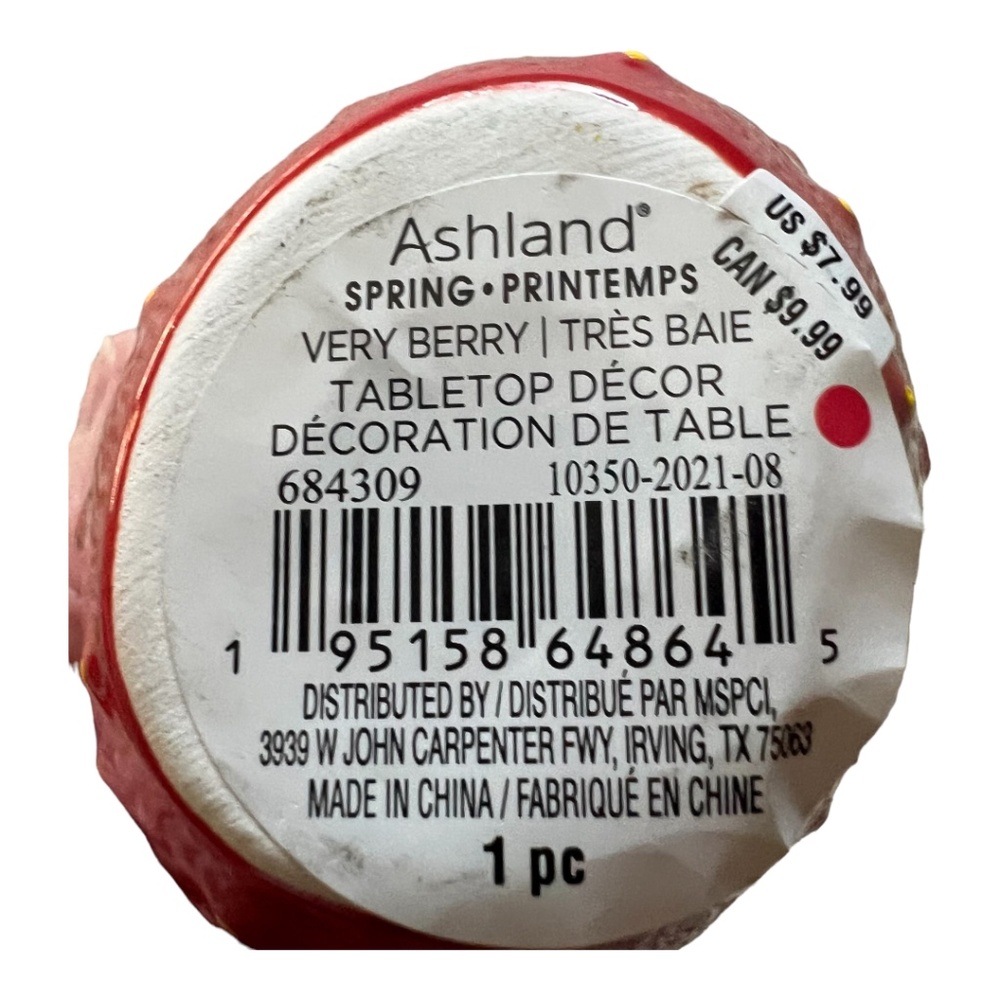 Ashland®
SPRING • PRINTEMPS
VERY BERRY | TRÈS BAIE
TABLETOP DÉCOR
DÉCORATION DE TABLE
US $7.99
CAN $9.99
684309 10350-2021-08
1 95158 64864 5
DISTRIBUTED BY / DISTRIBUÉ PAR MSPCI,
3939 W JOHN CARPENTER FWY, IRVING, TX 75063
MADE IN CHINA / FABRIQUÉ EN CHINE
1 pc